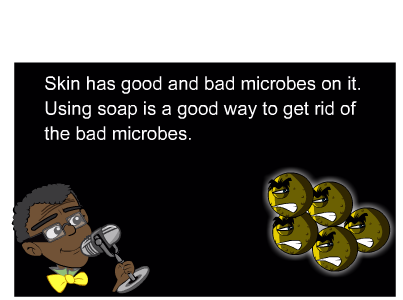 Skin has good and bad microbes on it.
Using soap is a good way to get rid of
the bad microbes.